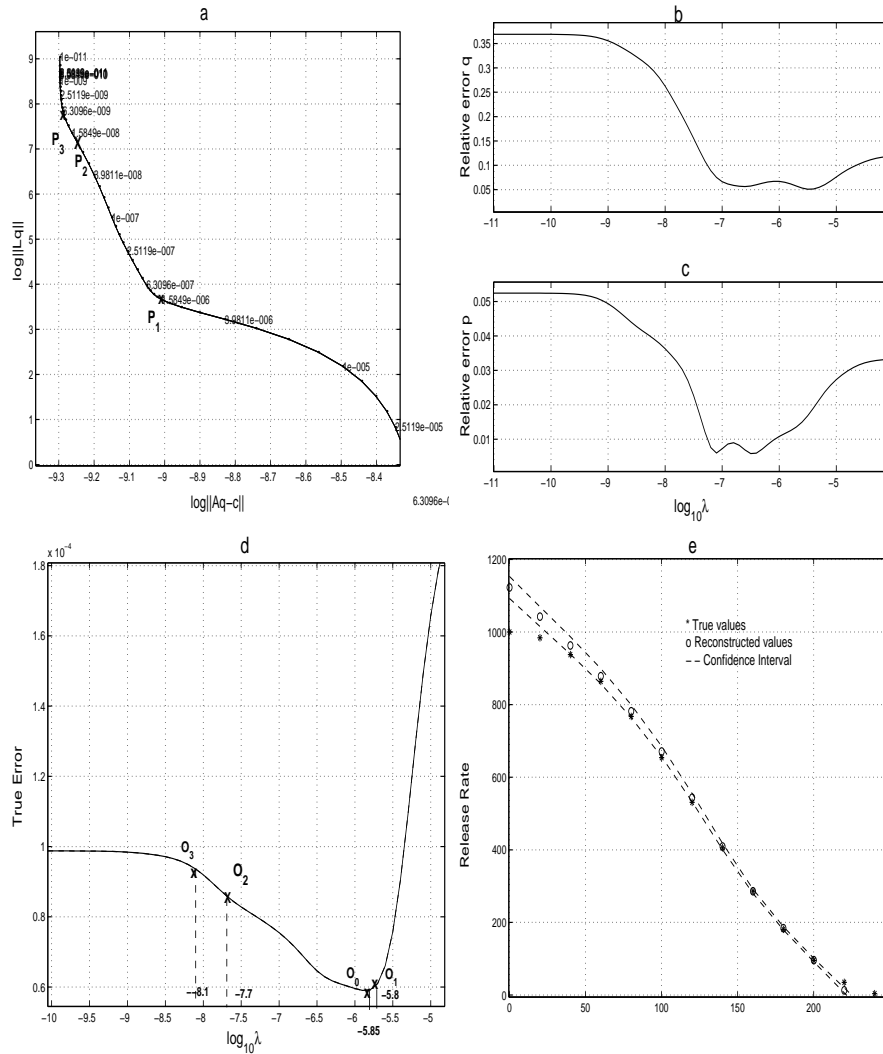 a
9
8
7
6
5
4
3
2
1
0
1e-011
1e-009
2.5119e-009
6.3096e-009
1.5849e-008
3.9811e-008
1e-007
2.5119e-007
6.3096e-007
1.5849e-006
3.9811e-006
1e-005
2.5119e-005
6.3096e-0
P3
P2
P1
−9.3 −9.2 −9.1 −9 −8.9 −8.8 −8.7 −8.6 −8.5 −8.4
log||Aq−c||
log||Lq||
b
Relative error q
0.35
0.3
0.25
0.2
0.15
0.1
0.05
−11 −10 −9 −8 −7 −6 −5
c
Relative error p
0.05
0.04
0.03
0.02
0.01
−11 −10 −9 −8 −7 −6 −5
log10λ
d
x 10−4
1.8
1.6
1.4
1.2
1
0.8
0.6
True Error
O3
O2
O0
O1
−−8.1
−7.7
−5.8
−5.85
−10 −9.5 −9 −8.5 −8 −7.5 −7 −6.5 −6 −5.5 −5
log10λ
e
1200
1000
800
600
400
200
0
Release Rate
* True values
o Reconstructed values
−− Confidence Interval
0 50 100 150 200